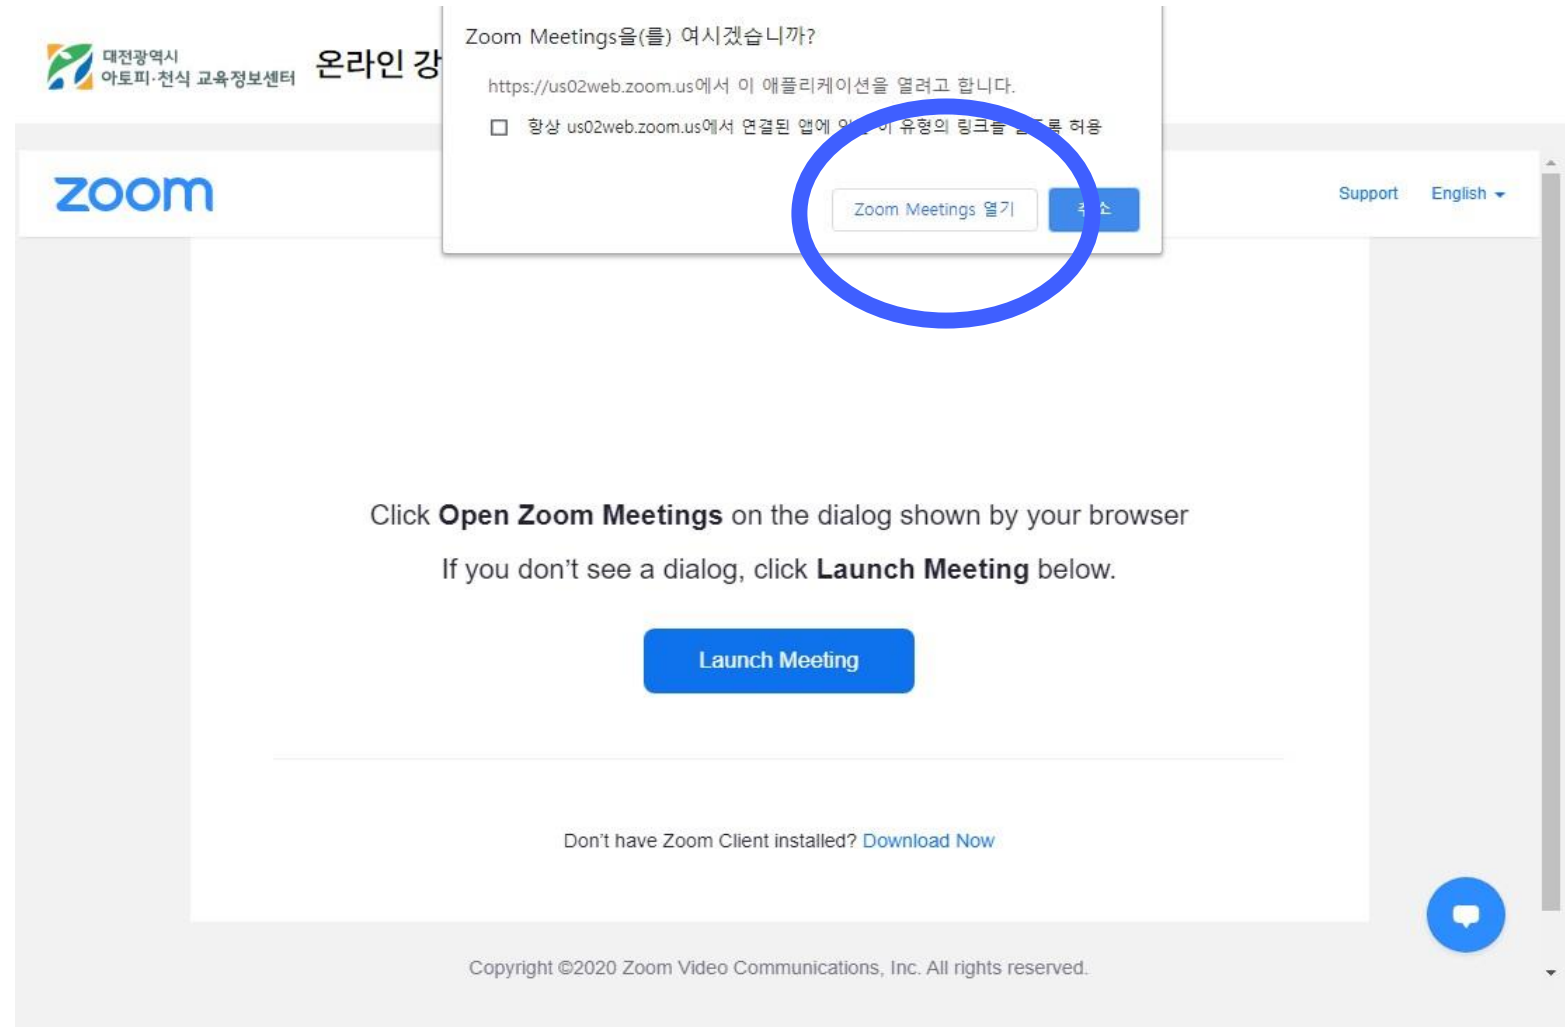 Zoom Meetings을(를) 여시겠습니까?
대전광역시
아토피·천식 교육정보센터
온라인 강
https://us02web.zoom.us에서 이 애플리케이션을 열려고 합니다.
항상 us02web.zoom.us에서 연결된 앱에 이 유형의 링크를 허용
zoom
Zoom Meetings 열기
Support
English
Click Open Zoom Meetings on the dialog shown by your browser
If you don't see a dialog, click Launch Meeting below.
Launch Meeting
Don't have Zoom Client installed? Download Now
Copyright ©2020 Zoom Video Communications, Inc. All rights reserved.